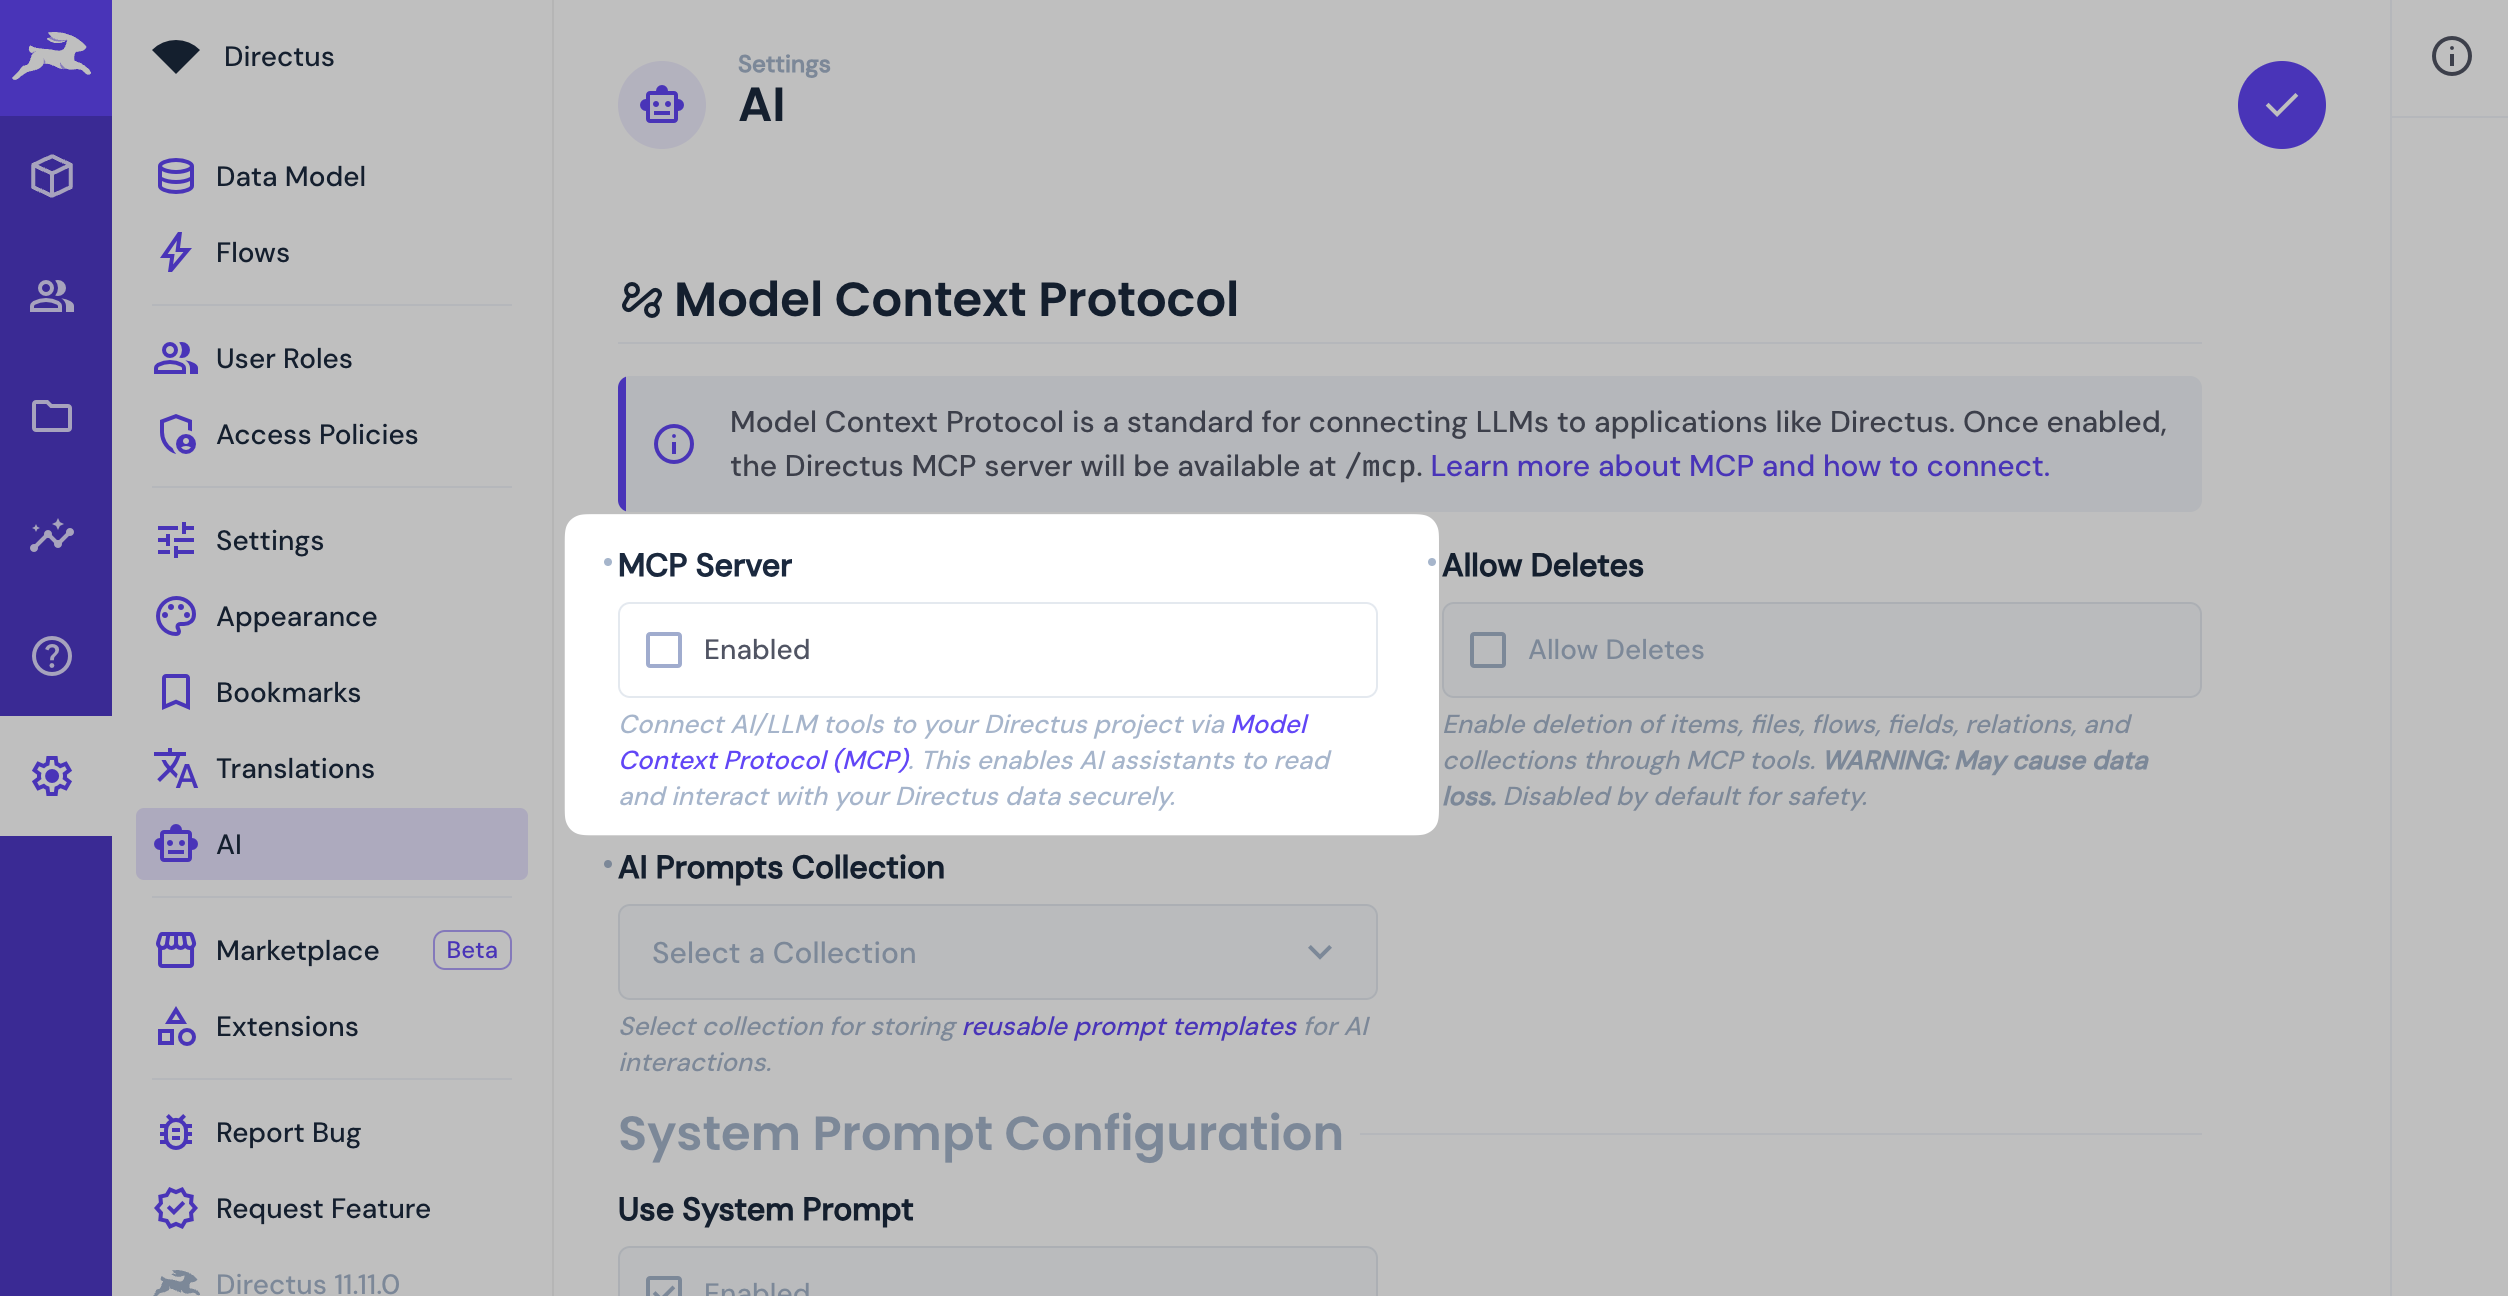 Directus
Data Model
Flows
User Roles
Access Policies
Settings
Appearance
Bookmarks
Translations
AI
Marketplace Beta
Extensions
Report Bug
Request Feature
Directus 11.11.0
Settings
AI
Model Context Protocol
Model Context Protocol is a standard for connecting LLMs to applications like Directus. Once enabled,
the Directus MCP server will be available at /mcp. Learn more about MCP and how to connect.
MCP Server
Enabled
Connect AI/LLM tools to your Directus project via Model
Context Protocol (MCP). This enables AI assistants to read
and interact with your Directus data securely.
Allow Deletes
Allow Deletes
Enable deletion of items, files, flows, fields, relations, and
collections through MCP tools. WARNING: May cause data
loss. Disabled by default for safety.
AI Prompts Collection
Select a Collection
Select collection for storing reusable prompt templates for AI
interactions.
System Prompt Configuration
Use System Prompt
Enabled